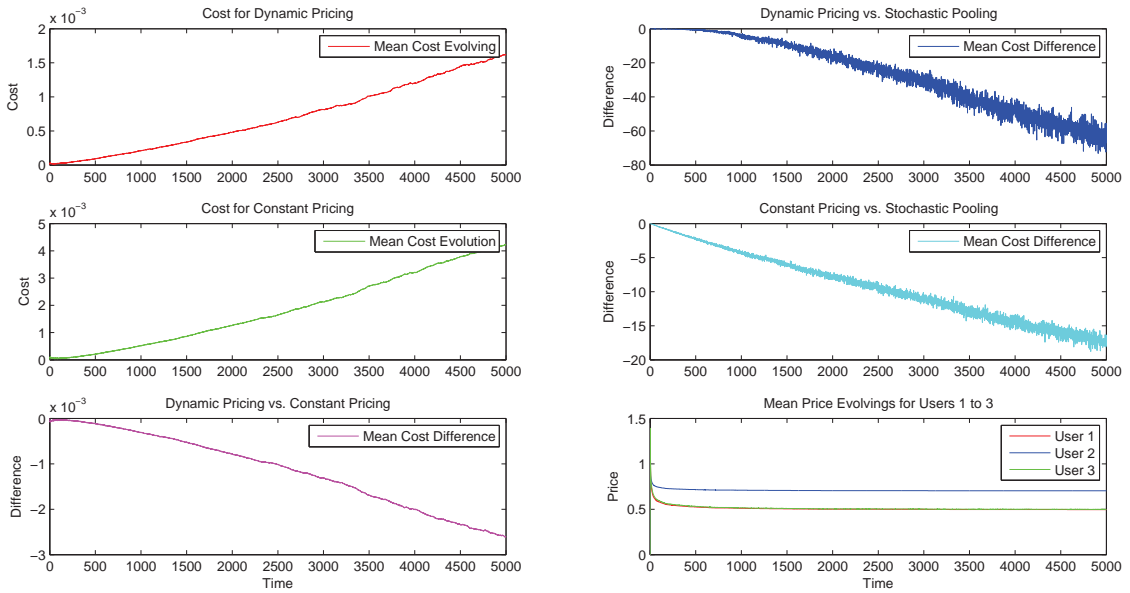 Cost for Dynamic Pricing
x 10⁻³
2
1.5
1
0.5
0
Cost
Mean Cost Evolving
0 500 1000 1500 2000 2500 3000 3500 4000 4500 5000
Dynamic Pricing vs. Stochastic Pooling
0
−20
−40
−60
−80
Difference
Mean Cost Difference
0 500 1000 1500 2000 2500 3000 3500 4000 4500 5000
Cost for Constant Pricing
x 10⁻³
5
4
3
2
1
0
Cost
Mean Cost Evolution
0 500 1000 1500 2000 2500 3000 3500 4000 4500 5000
Constant Pricing vs. Stochastic Pooling
0
−5
−10
−15
−20
Difference
Mean Cost Difference
0 500 1000 1500 2000 2500 3000 3500 4000 4500 5000
Dynamic Pricing vs. Constant Pricing
x 10⁻³
0
−1
−2
−3
Difference
Mean Cost Difference
0 500 1000 1500 2000 2500 3000 3500 4000 4500 5000
Time
Mean Price Evolvings for Users 1 to 3
1.5
1
0.5
0
Price
User 1
User 2
User 3
0 500 1000 1500 2000 2500 3000 3500 4000 4500 5000
Time